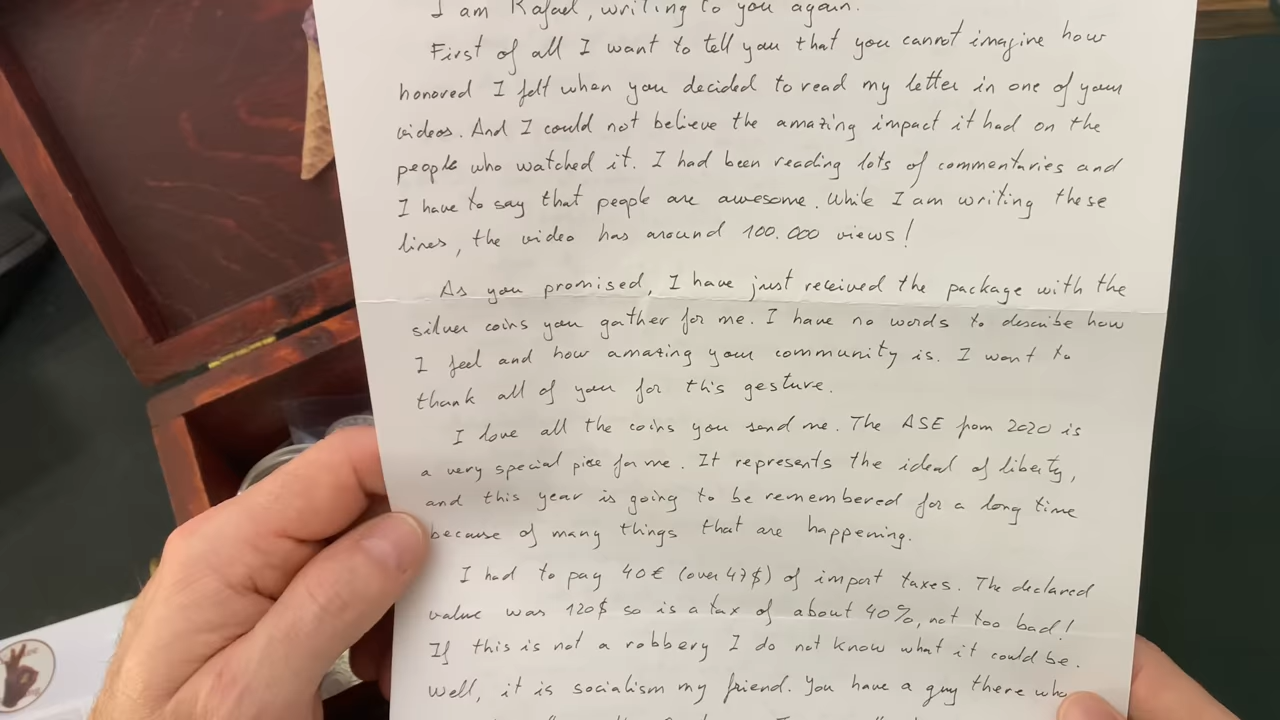 I am Rafael, writing to you again.
First of all I want to tell you that you cannot imagine how
honored I felt when you decided to read my letter in one of your
videos. And I could not believe the amazing impact it had on the
people who watched it. I had been reading lots of commentaries and
I have to say that people are awesome. While I am writing these
lines, the video has around 100.000 views!
As you promised, I have just received the package with the
silver coins you gather for me. I have no words to describe how
I feel and how amazing your community is. I want to
thank all of you for this gesture.
I love all the coins you send me. The ASE from 2020 is
a very special piece for me. It represents the ideal of liberty,
and this year is going to be remembered for a long time
because of many things that are happening.
I had to pay 40€ (over 47$) of import taxes. The declared
value was 120$ so is a tax of about 40%, not too bad!
If this is not a robbery I do not know what it could be.
Well, it is socialism my friend. You have a guy there who